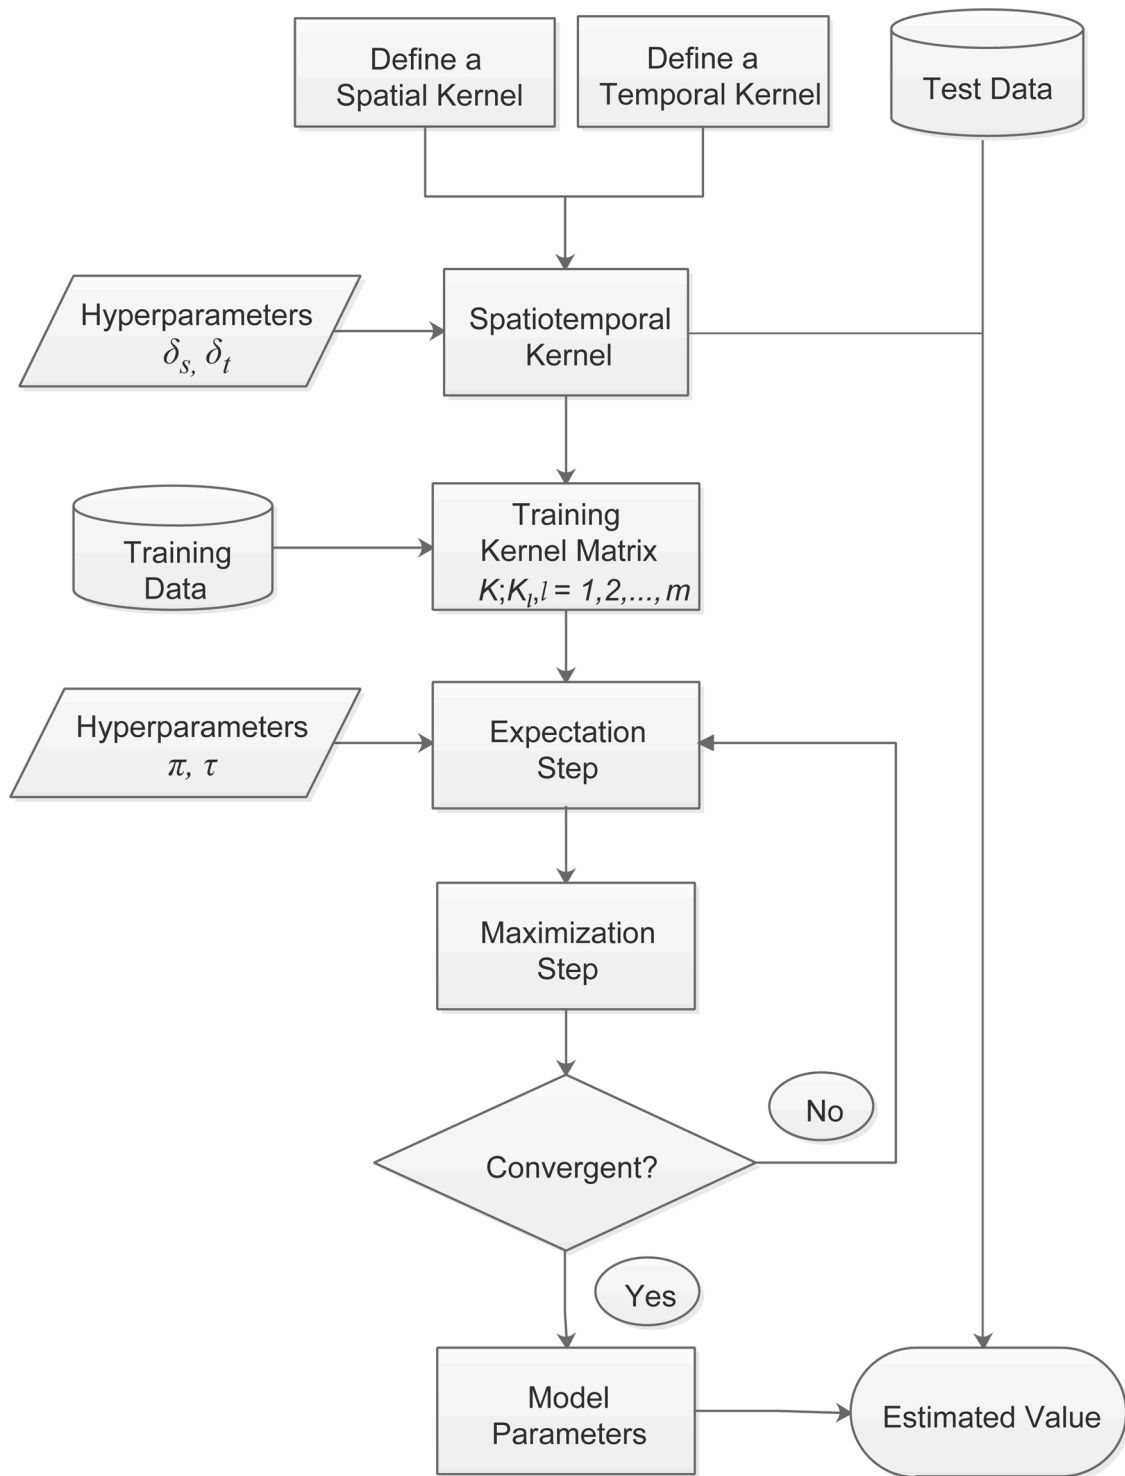 Define a
Spatial Kernel
Define a
Temporal Kernel
Test Data
Hyperparameters
δs, δt
Spatiotemporal
Kernel
Training
Data
Training
Kernel Matrix
K;Kl,l = 1,2,...,m
Hyperparameters
π, τ
Expectation
Step
Maximization
Step
No
Convergent?
Yes
Model
Parameters
Estimated Value